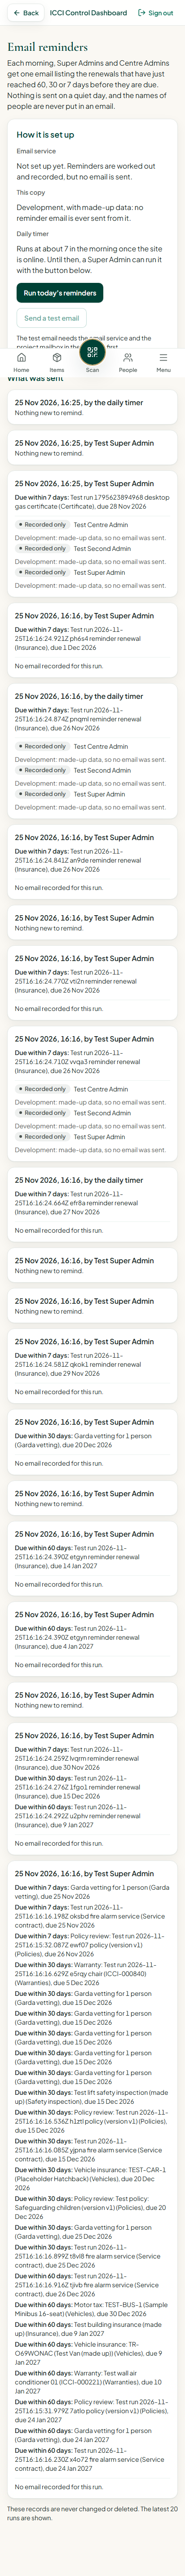 Back
ICCI Control Dashboard
Sign out
Email reminders
Each morning, Super Admins and Centre Admins
get one email listing the renewals that have just
reached 60, 30 or 7 days before they are due.
Nothing is sent on a quiet day, and the names of
people are never put in an email.
How it is set up
Email service
Not set up yet. Reminders are worked out
and recorded, but no email is sent.
This copy
Development, with made-up data: no
reminder email is ever sent from it.
Daily timer
Runs at about 7 in the morning once the site
is online. Until then, a Super Admin can run it
with the button below.
Run today's reminders
Send a test email
The test email needs the email service and the
Home
Items
Scan
People
Menu
What was sent
25 Nov 2026, 16:25, by the daily timer
Nothing new to remind.
25 Nov 2026, 16:25, by Test Super Admin
Nothing new to remind.
25 Nov 2026, 16:25, by Test Super Admin
Due within 7 days: Test run 1795623894968 desktop
gas certificate (Certificate), due 28 Nov 2026
Recorded only
Test Centre Admin
Development: made-up data, so no email was sent.
Recorded only
Test Second Admin
Development: made-up data, so no email was sent.
Recorded only
Test Super Admin
Development: made-up data, so no email was sent.
25 Nov 2026, 16:16, by Test Super Admin
Due within 7 days: Test run 2026-11-
25T16:16:24.921Z ph6sr4 reminder renewal
(Insurance), due 1 Dec 2026
No email recorded for this run.
25 Nov 2026, 16:16, by the daily timer
Due within 7 days: Test run 2026-11-
25T16:16:24.874Z pnqml reminder renewal
(Insurance), due 26 Nov 2026
Recorded only
Test Centre Admin
Development: made-up data, so no email was sent.
Recorded only
Test Second Admin
Development: made-up data, so no email was sent.
Recorded only
Test Super Admin
Development: made-up data, so no email was sent.
25 Nov 2026, 16:16, by Test Super Admin
Due within 7 days: Test run 2026-11-
25T16:16:24.841Z an9de reminder renewal
(Insurance), due 26 Nov 2026
No email recorded for this run.
25 Nov 2026, 16:16, by Test Super Admin
Nothing new to remind.
25 Nov 2026, 16:16, by Test Super Admin
Due within 7 days: Test run 2026-11-
25T16:16:24.770Z vti2n reminder renewal
(Insurance), due 26 Nov 2026
No email recorded for this run.
25 Nov 2026, 16:16, by Test Super Admin
Due within 7 days: Test run 2026-11-
25T16:16:24.710Z vvqa3 reminder renewal
(Insurance), due 26 Nov 2026
Recorded only
Test Centre Admin
Development: made-up data, so no email was sent.
Recorded only
Test Second Admin
Development: made-up data, so no email was sent.
Recorded only
Test Super Admin
Development: made-up data, so no email was sent.
25 Nov 2026, 16:16, by the daily timer
Due within 7 days: Test run 2026-11-
25T16:16:24.664Z efr8a reminder renewal
(Insurance), due 27 Nov 2026
No email recorded for this run.
25 Nov 2026, 16:16, by Test Super Admin
Nothing new to remind.
25 Nov 2026, 16:16, by Test Super Admin
Nothing new to remind.
25 Nov 2026, 16:16, by Test Super Admin
Due within 7 days: Test run 2026-11-
25T16:16:24.581Z qkok1 reminder renewal
(Insurance), due 29 Nov 2026
No email recorded for this run.
25 Nov 2026, 16:16, by Test Super Admin
Due within 30 days: Garda vetting for 1 person
(Garda vetting), due 20 Dec 2026
No email recorded for this run.
25 Nov 2026, 16:16, by Test Super Admin
Nothing new to remind.
25 Nov 2026, 16:16, by Test Super Admin
Due within 60 days: Test run 2026-11-
25T16:16:24.390Z etgyn reminder renewal
(Insurance), due 14 Jan 2027
No email recorded for this run.
25 Nov 2026, 16:16, by Test Super Admin
Due within 60 days: Test run 2026-11-
25T16:16:24.390Z etgyn reminder renewal
(Insurance), due 4 Jan 2027
No email recorded for this run.
25 Nov 2026, 16:16, by Test Super Admin
Nothing new to remind.
25 Nov 2026, 16:16, by Test Super Admin
Due within 7 days: Test run 2026-11-
25T16:16:24.259Z lvqrrp reminder renewal
(Insurance), due 30 Nov 2026
Due within 30 days: Test run 2026-11-
25T16:16:24.276Z 1fgo1 reminder renewal
(Insurance), due 15 Dec 2026
Due within 60 days: Test run 2026-11-
25T16:16:24.292Z u2phv reminder renewal
(Insurance), due 9 Jan 2027
No email recorded for this run.
25 Nov 2026, 16:16, by Test Super Admin
Due within 7 days: Garda vetting for 1 person (Garda
vetting), due 25 Nov 2026
Due within 7 days: Test run 2026-11-
25T16:16:16.198Z oksbd fire alarm service (Service
contract), due 25 Nov 2026
Due within 7 days: Policy review: Test run 2026-11-
25T16:15:32.087Z ewf07 policy (version v1)
(Policies), due 26 Nov 2026
Due within 30 days: Warranty: Test run 2026-11-
25T16:16:16.629Z e5rqy chair (ICCI-000840)
(Warranties), due 5 Dec 2026
Due within 30 days: Garda vetting for 1 person
(Garda vetting), due 15 Dec 2026
Due within 30 days: Garda vetting for 1 person
(Garda vetting), due 15 Dec 2026
Due within 30 days: Garda vetting for 1 person
(Garda vetting), due 15 Dec 2026
Due within 30 days: Garda vetting for 1 person
(Garda vetting), due 15 Dec 2026
Due within 30 days: Garda vetting for 1 person
(Garda vetting), due 15 Dec 2026
Due within 30 days: Test lift safety inspection (made
up) (Safety inspection), due 15 Dec 2026
Due within 30 days: Policy review: Test run 2026-11-
25T16:16:16.536Z h1ztl policy (version v1) (Policies),
due 15 Dec 2026
Due within 30 days: Test run 2026-11-
25T16:16:16.085Z yjpna fire alarm service (Service
contract), due 15 Dec 2026
Due within 30 days: Vehicle insurance: TEST-CAR-1
(Placeholder Hatchback) (Vehicles), due 20 Dec
2026
Due within 30 days: Policy review: Test policy:
Safeguarding children (version v1) (Policies), due 20
Dec 2026
Due within 30 days: Garda vetting for 1 person
(Garda vetting), due 25 Dec 2026
Due within 30 days: Test run 2026-11-
25T16:16:16.899Z t8vl8 fire alarm service (Service
contract), due 25 Dec 2026
Due within 60 days: Test run 2026-11-
25T16:16:16.916Z tjivb fire alarm service (Service
contract), due 26 Dec 2026
Due within 60 days: Motor tax: TEST-BUS-1 (Sample
Minibus 16-seat) (Vehicles), due 30 Dec 2026
Due within 60 days: Test building insurance (made
up) (Insurance), due 9 Jan 2027
Due within 60 days: Vehicle insurance: TR-
O69WONAC (Test Van (made up)) (Vehicles), due 9
Jan 2027
Due within 60 days: Warranty: Test wall air
conditioner 01 (ICCI-000221) (Warranties), due 10
Jan 2027
Due within 60 days: Policy review: Test run 2026-11-
25T16:15:31.979Z 7atlo policy (version v1) (Policies),
due 24 Jan 2027
Due within 60 days: Garda vetting for 1 person
(Garda vetting), due 24 Jan 2027
Due within 60 days: Test run 2026-11-
25T16:16:16.230Z x4o72 fire alarm service (Service
contract), due 24 Jan 2027
No email recorded for this run.
These records are never changed or deleted. The latest 20
runs are shown.